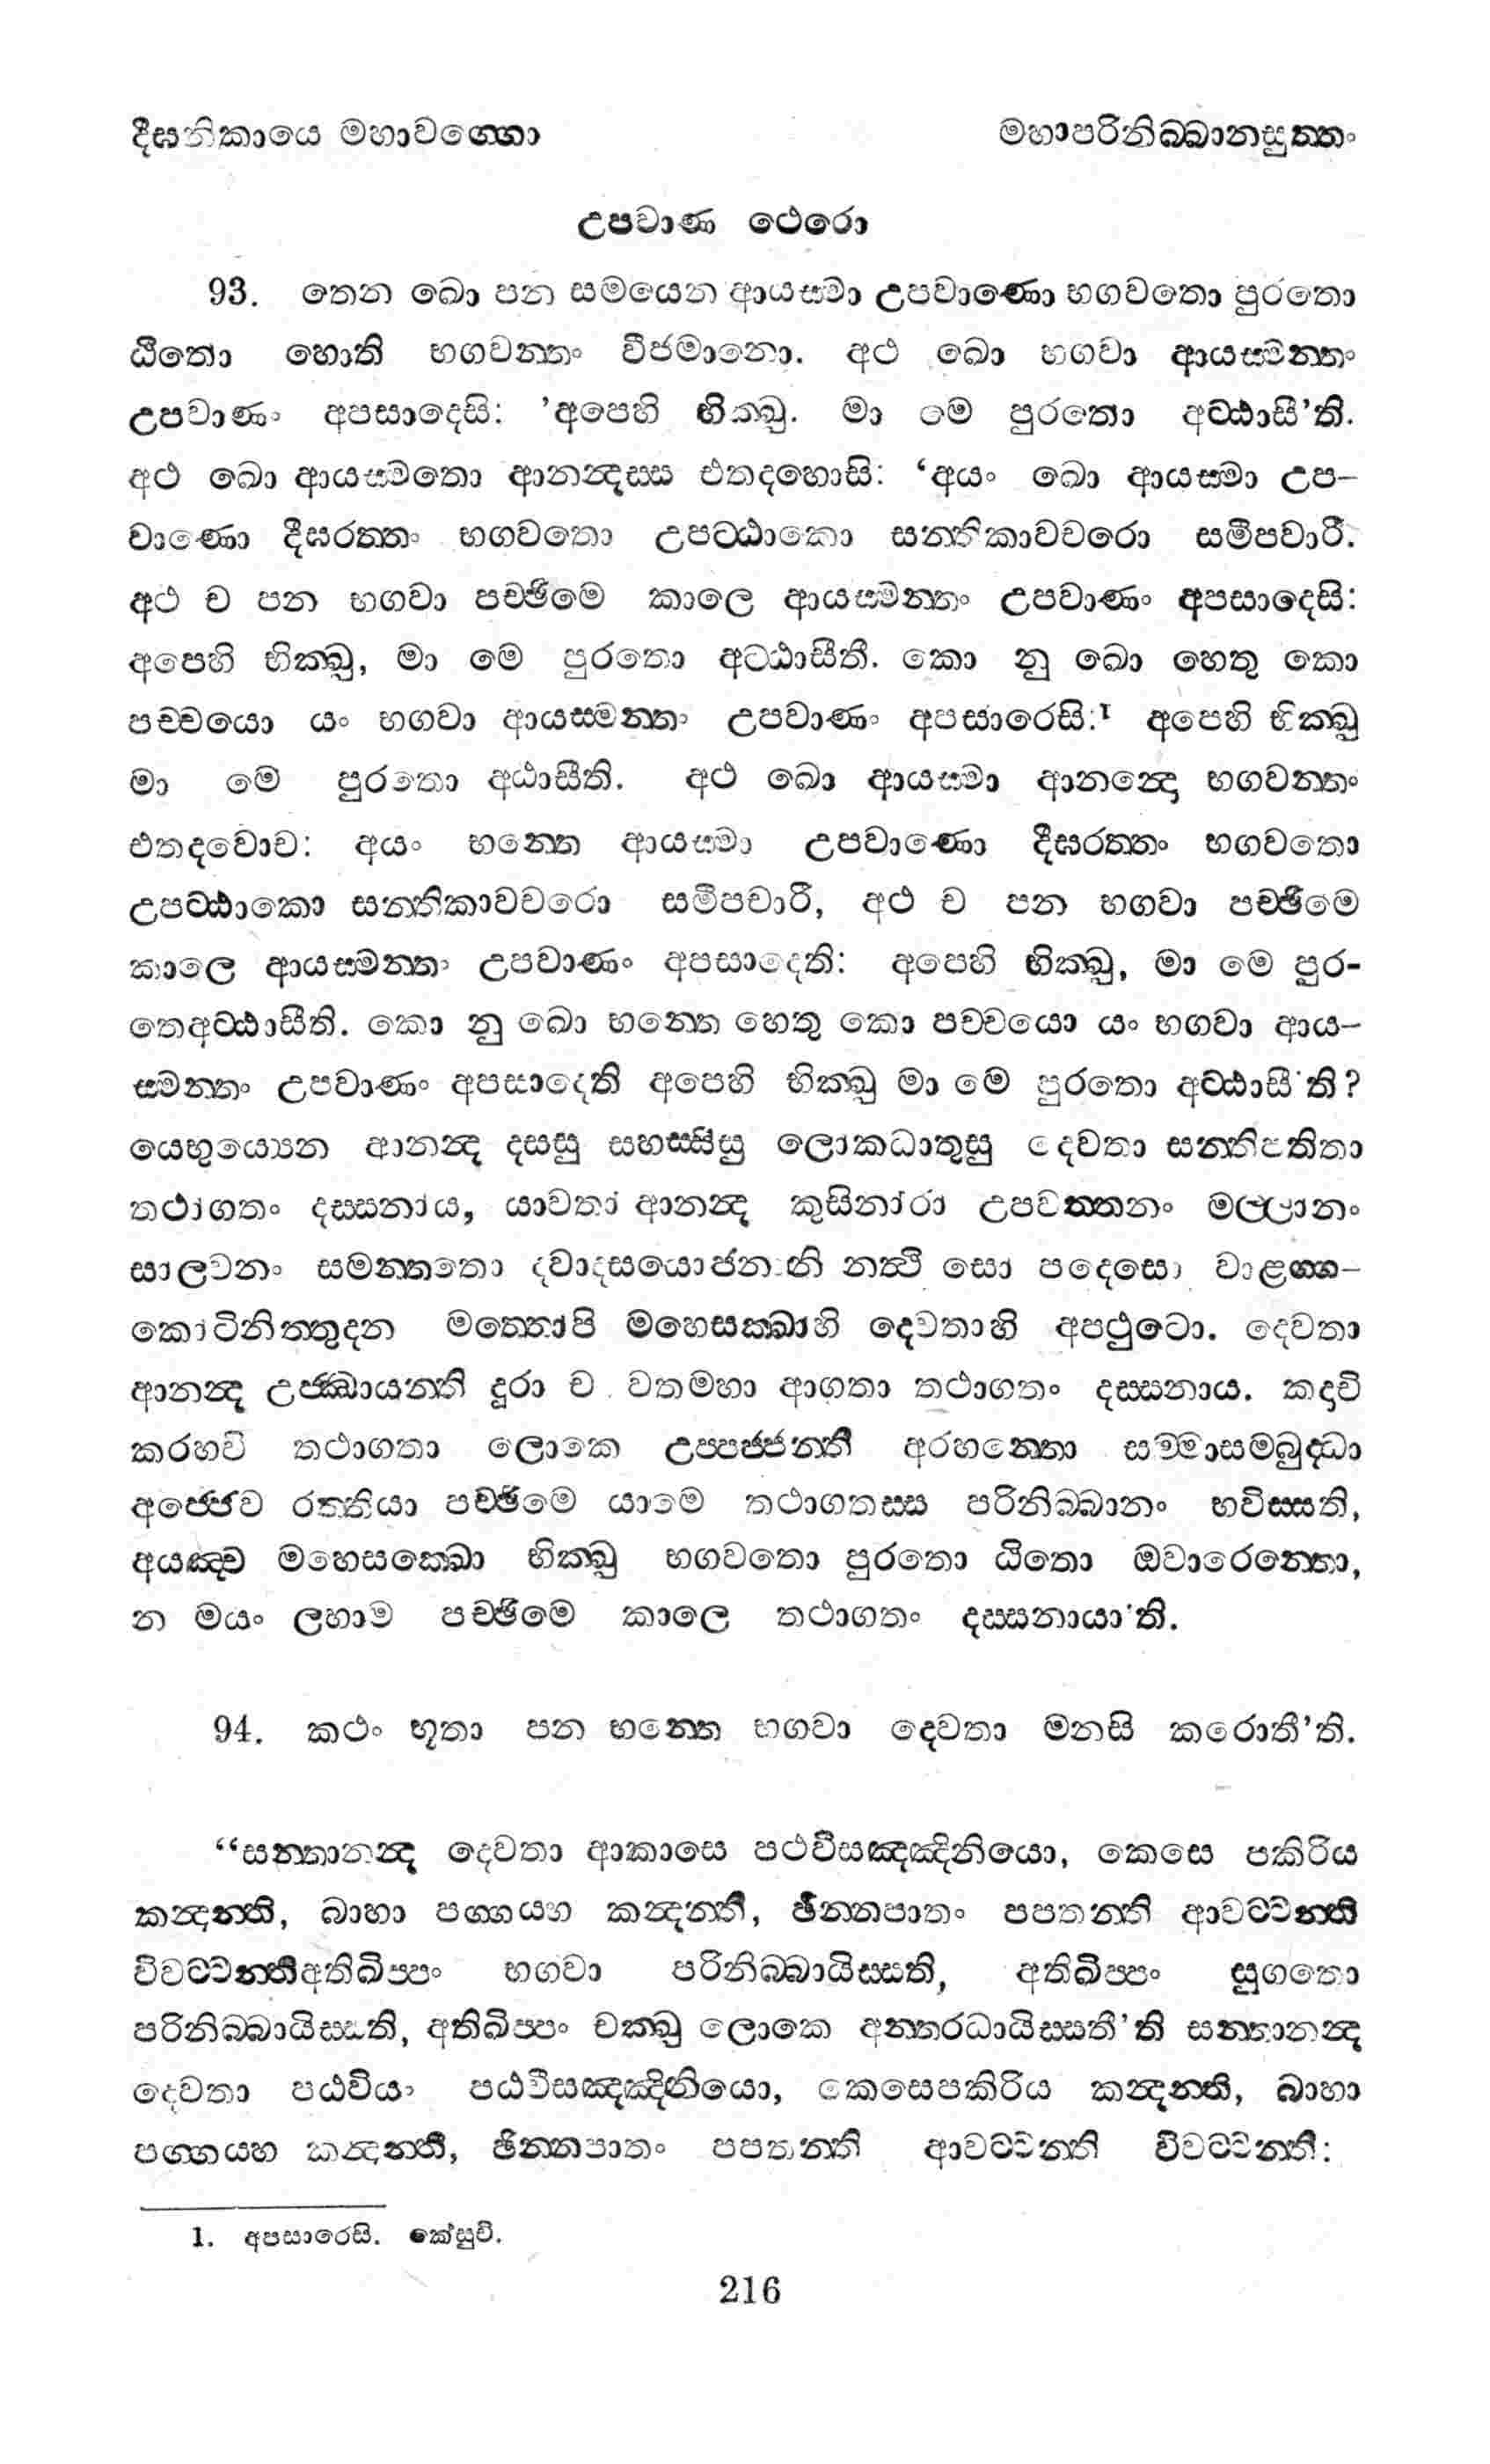 දීඝනිකායෙ මහාවග්ගො
මහාපරිනිබ්බානසුත්තං
උපවාණ ථෙරො
93. තෙන ඛො පන සමයෙන ආයස්මා උපවාණො භගවතො පුරතො
ඨිතො හොති භගවන්තං වීජමානො. අථ ඛො භගවා ආයස්මන්තං
උපවාණං අපසාදෙසි: ’අපෙහි භික්ඛු. මා මෙ පුරතො අට්ඨාසී’ති.
අථ ඛො ආයස්මතො ආනන්දස්ස එතදහොසි: ‘අයං ඛො ආයස්මා උප-
වාණො දීඝරත්තං භගවතො උපට්ඨාකො සන්තිකාවචරො සමීපචාරී.
අථ ච පන භගවා පච්ඡිමෙ කාලෙ ආයස්මන්තං උපවාණං අපසාදෙසි:
අපෙහි භික්ඛු, මා මෙ පුරතො අට්ඨාසීති. කො නු ඛො හෙතු කො
පච්චයො යං භගවා ආයස්මන්තං උපවාණං අපසාරෙසි:¹ අපෙහි භික්ඛු
මා මෙ පුරතො අඨාසීති. අථ ඛො ආයස්මා ආනන්දො භගවන්තං
එතදවොච: අයං භන්තෙ ආයස්මා උපවාණො දීඝරත්තං භගවතො
උපට්ඨාකො සන්තිකාවචරො සමීපචාරී, අථ ච පන භගවා පච්ඡිමෙ
කාලෙ ආයස්මන්තං උපවාණං අපසාදෙති: අපෙහි භික්ඛු, මා මෙ පුර-
තෙඅට්ඨාසීති. කො නු ඛො භන්තෙ හෙතු කො පච්චයො යං භගවා ආය-
ස්මන්තං උපවාණං අපසාදෙති අපෙහි භික්ඛු මා මෙ පුරතො අට්ඨාසී’ති?
යෙභුය්‍යෙන ආනන්ද දසසු සහස්සීසු ලොකධාතුසු දෙවතා සන්නිපතිතා
තථාගතං දස්සනාය, යාවතා ආනන්ද කුසිනාරා උපවත්තනං මල්ලානං
සාලවනං සමන්තතො ද්වාදසයොජනානි නත්ථි සො පදෙසො වාළග්ග-
කොටිනිත්තුදන මත්තොපි මහෙසක්ඛාහි දෙවතාහි අපථුටො. දෙවතා
ආනන්ද උජ්ඣායන්ති දූරා ච වතමහා ආගතා තථාගතං දස්සනාය. කදාචි
කරහචි තථාගතා ලොකෙ උප්පජ්ජන්තී අරහන්තො සම්මාසම්බුද්ධා
අජ්ජෙව රත්තියා පච්ඡිමෙ යාමෙ තථාගතස්ස පරිනිබ්බානං භවිස්සති,
අයඤ්ච මහෙසක්ඛො භික්ඛු භගවතො පුරතො ඨිතො ඔවාරෙන්තො,
න මයං ලභාම පච්ඡිමෙ කාලෙ තථාගතං දස්සනායා’ති.
94. කථං භූතා පන භන්තෙ භගවා දෙවතා මනසි කරොතී’ති.
“සන්තානන්ද දෙවතා ආකාසෙ පථවීසඤ්ඤිනියො, කෙසෙ පකිරිය
කන්දන්ති, බාහා පග්ගය්හ කන්දන්ති, ඡින්නපාතං පපතන්ති ආවට්ටන්ති
විවට්ටන්තිඅතිඛිප්පං භගවා පරිනිබ්බායිස්සති, අතිඛිප්පං සුගතො
පරිනිබ්බායිස්සති, අතිඛිප්පං චක්ඛු ලොකෙ අන්තරධායිස්සතී’ති සන්තානන්ද
දෙවතා පඨවියං පඨවීසඤ්ඤිනියො, කෙසෙපකිරිය කන්දන්ති, බාහා
පග්ගය්හ කන්දන්තී, ඡින්නපාතං පපතන්ති ආවට්ටන්ති විවට්ටන්තී:
1. අපසාරෙසි. කේසුචි.
216